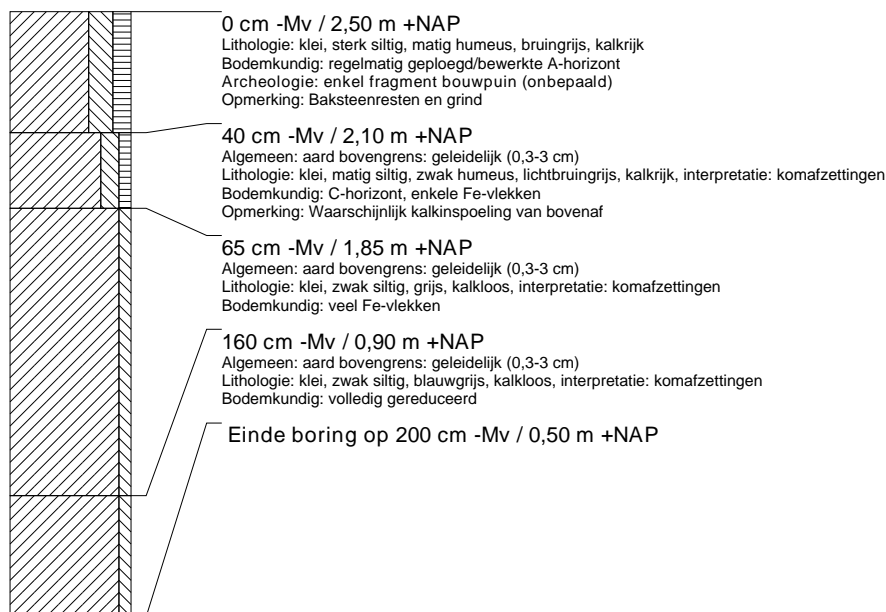 0 cm -Mv / 2,50 m +NAP
Lithologie: klei, sterk siltig, matig humeus, bruingrijs, kalkrijk
Bodemkundig: regelmatig geploegd/bewerkte A-horizont
Archeologie: enkel fragment bouwpuin (onbepaald)
Opmerking: Baksteenresten en grind
40 cm -Mv / 2,10 m +NAP
Algemeen: aard bovengrens: geleidelijk (0,3-3 cm)
Lithologie: klei, matig siltig, zwak humeus, lichtbruingrijs, kalkrijk, interpretatie: komafzettingen
Bodemkundig: C-horizont, enkele Fe-vlekken
Opmerking: Waarschijnlijk kalkinspoeling van bovenaf
65 cm -Mv / 1,85 m +NAP
Algemeen: aard bovengrens: geleidelijk (0,3-3 cm)
Lithologie: klei, zwak siltig, grijs, kalkloos, interpretatie: komafzettingen
Bodemkundig: veel Fe-vlekken
160 cm -Mv / 0,90 m +NAP
Algemeen: aard bovengrens: geleidelijk (0,3-3 cm)
Lithologie: klei, zwak siltig, blauwgrijs, kalkloos, interpretatie: komafzettingen
Bodemkundig: volledig gereduceerd
Einde boring op 200 cm -Mv / 0,50 m +NAP